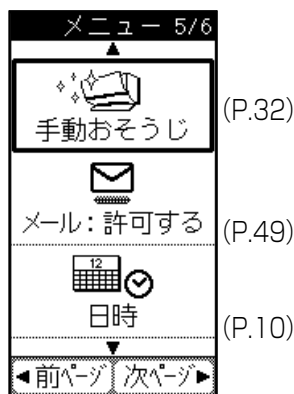 メニュー 5/6
▲
手動おそうじ
(P.32)
メール：許可する
(P.49)
12
日時
(P.10)
▼
◀前ページ 次ページ▶